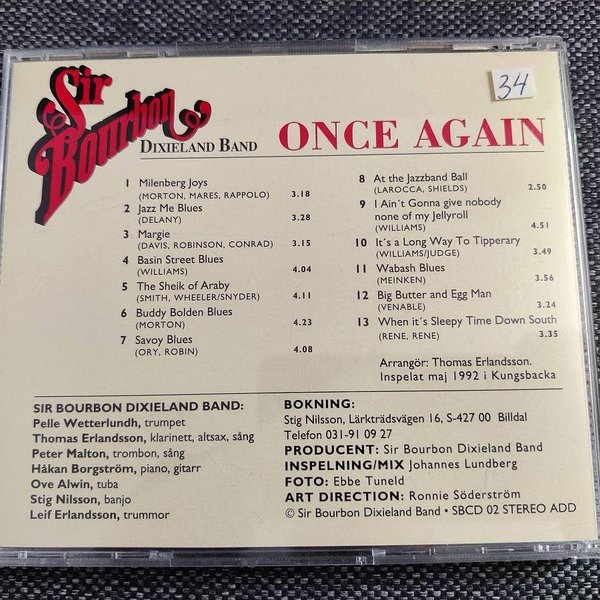 Sir
Bourbon
DIXIELAND BAND
ONCE AGAIN
34
1 Milenberg Joys
(MORTON, MARES, RAPPOLO) 3.18
2 Jazz Me Blues
(DELANY) 3.28
3 Margie
(DAVIS, ROBINSON, CONRAD) 3.15
4 Basin Street Blues
(WILLIAMS) 4.04
5 The Sheik of Araby
(SMITH, WHEELER/SNYDER) 4.11
6 Buddy Bolden Blues
(MORTON) 4.23
7 Savoy Blues
(ORY, ROBIN) 4.08
8 At the Jazzband Ball
(LAROCCA, SHIELDS) 2.50
9 I Ain´t Gonna give nobody
none of my Jellyroll
(WILLIAMS) 4.51
10 It´s a Long Way To Tipperary
(WILLIAMS/JUDGE) 3.49
11 Wabash Blues
(MEINKEN) 3.56
12 Big Butter and Egg Man
(VENABLE) 3.24
13 When it´s Sleepy Time Down South
(RENE, RENE) 3.35
Arrangör: Thomas Erlandsson.
Inspelat maj 1992 i Kungsbacka
SIR BOURBON DIXIELAND BAND:
Pelle Wetterlundh, trumpet
Thomas Erlandsson, klarinett, altsax, sång
Peter Malton, trombon, sång
Håkan Borgström, piano, gitarr
Ove Alwin, tuba
Stig Nilsson, banjo
Leif Erlandsson, trummor
BOKNING:
Stig Nilsson, Lärkträdsvägen 16, S-427 00 Billdal
Telefon 031-91 09 27
PRODUCENT: Sir Bourbon Dixieland Band
INSPELNING/MIX Johannes Lundberg
FOTO: Ebbe Tuneld
ART DIRECTION: Ronnie Söderström
© Sir Bourbon Dixieland Band • SBCD 02 STEREO ADD